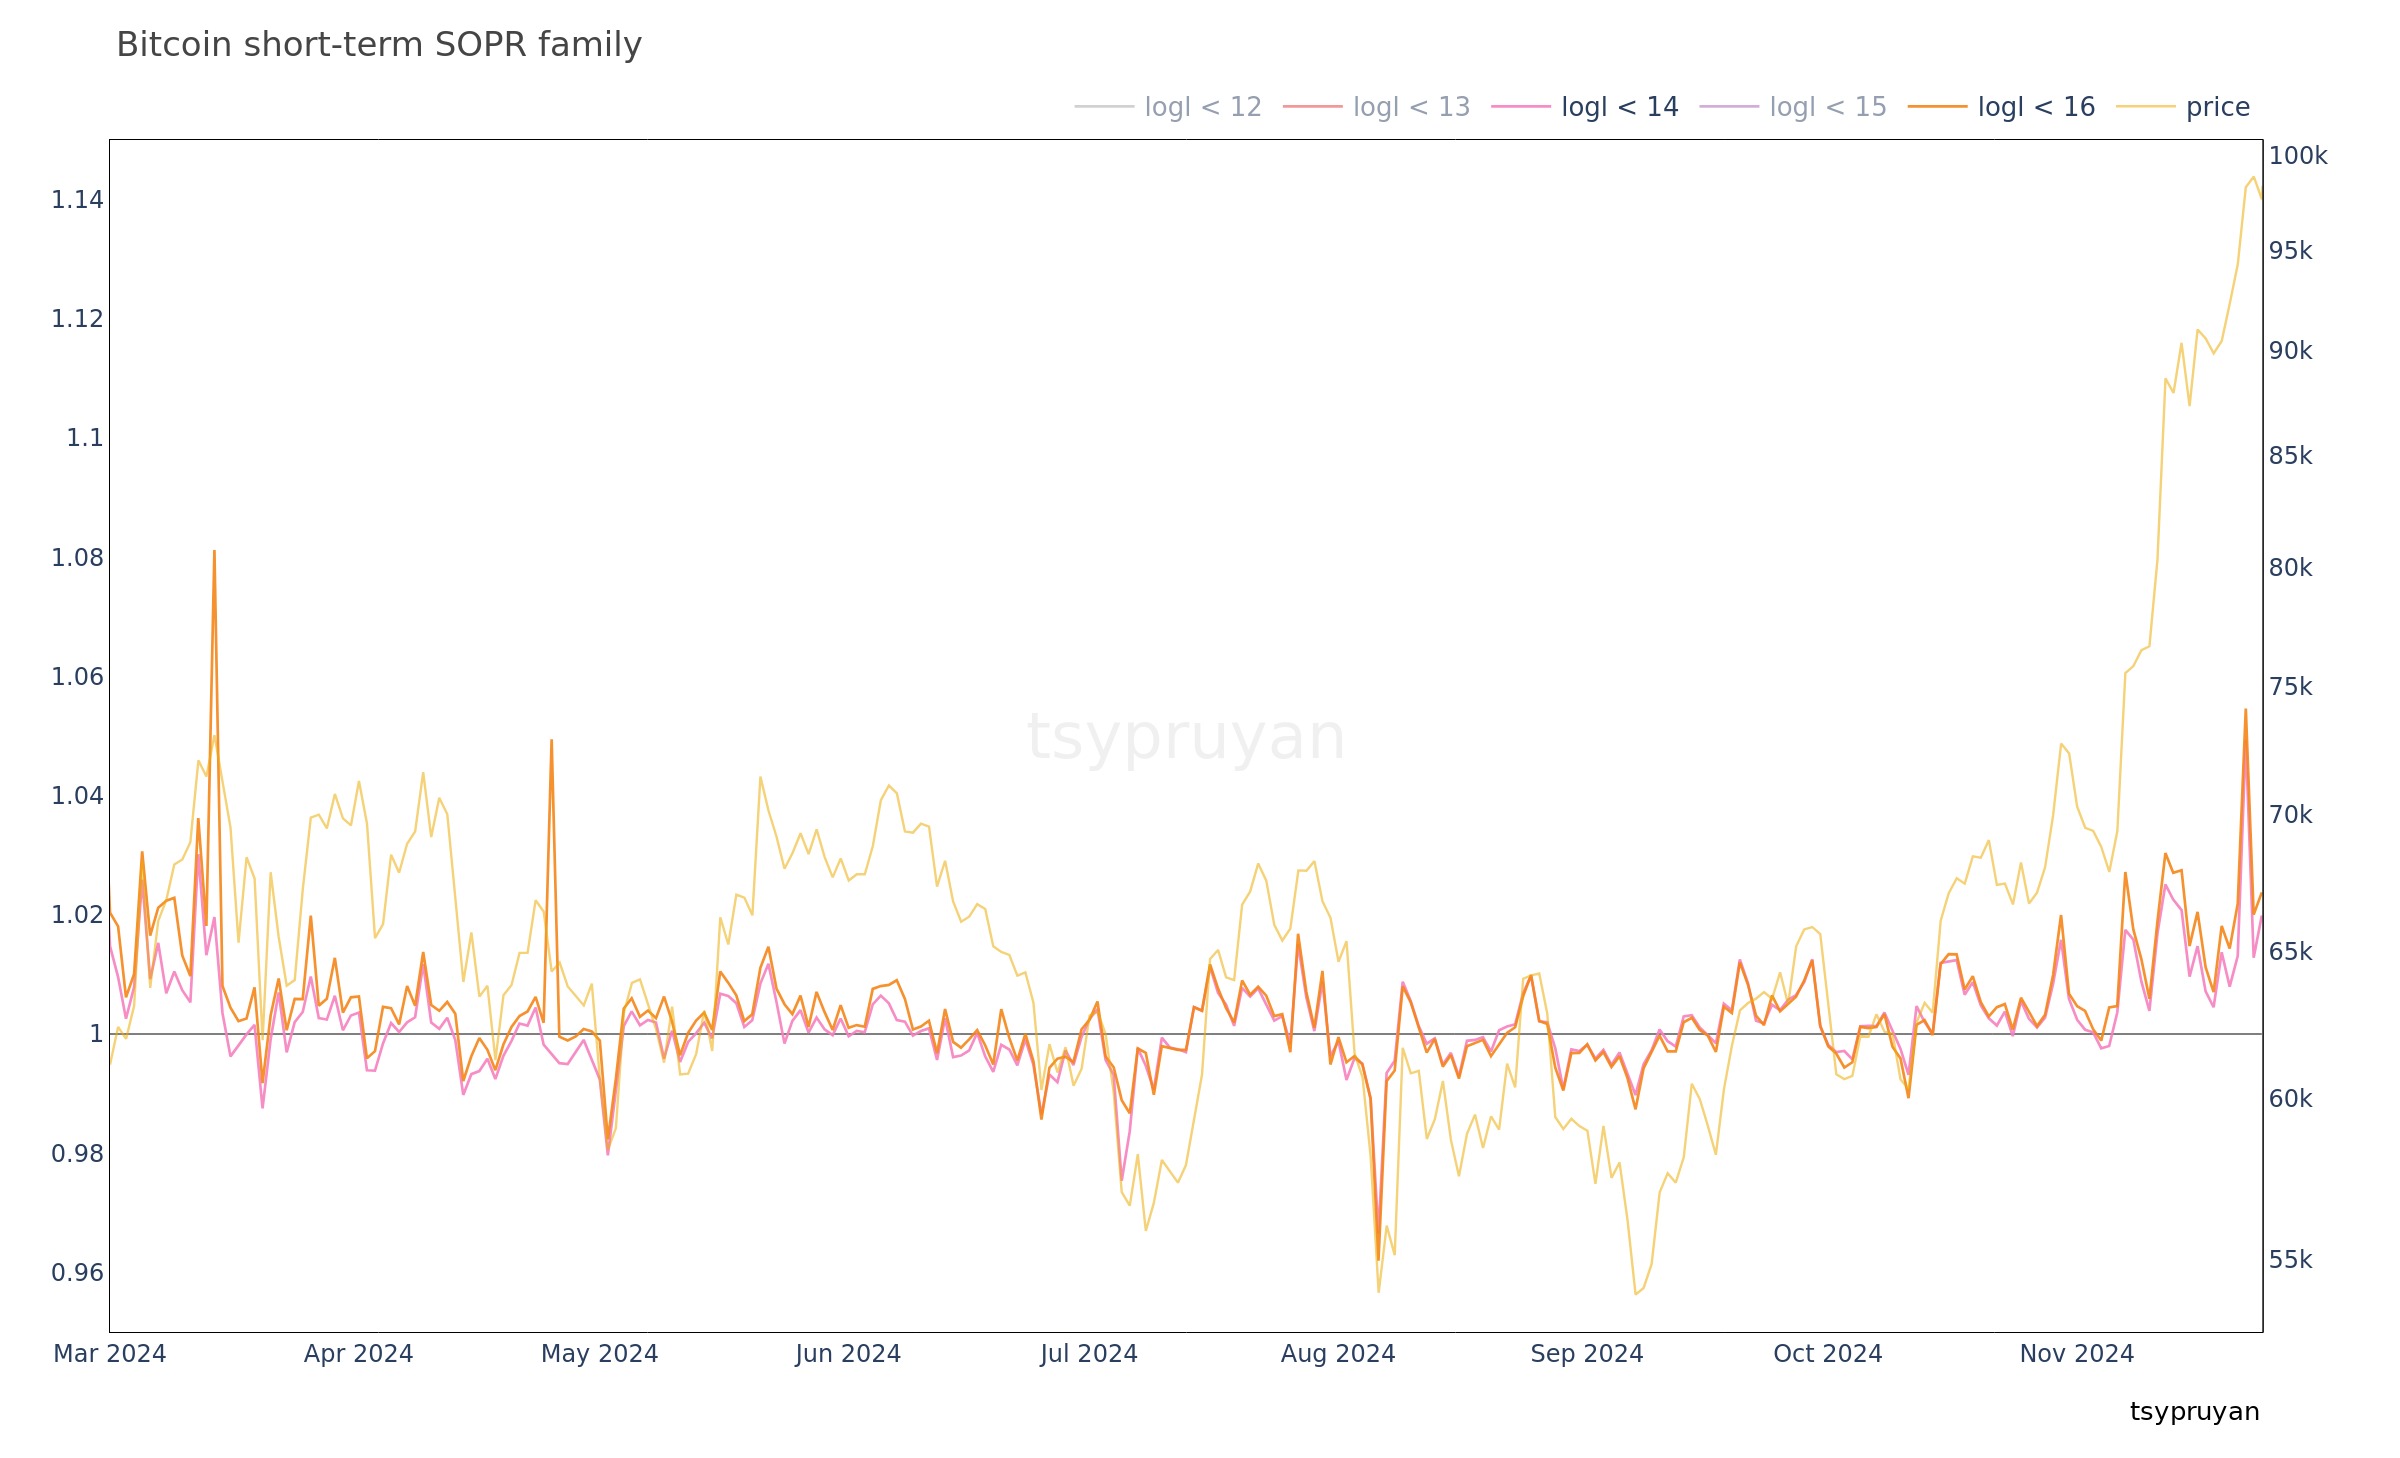 Bitcoin short-term SOPR family
logl < 12 logl < 13 logl < 14 logl < 15 logl < 16 price
100k
1.14
95k
1.12
90k
1.1
85k
1.08
80k
1.06
75k
tsypruyan
1.04
70k
1.02
65k
1
60k
0.98
0.96
55k
Mar 2024 Apr 2024 May 2024 Jun 2024 Jul 2024 Aug 2024 Sep 2024 Oct 2024 Nov 2024
tsypruyan